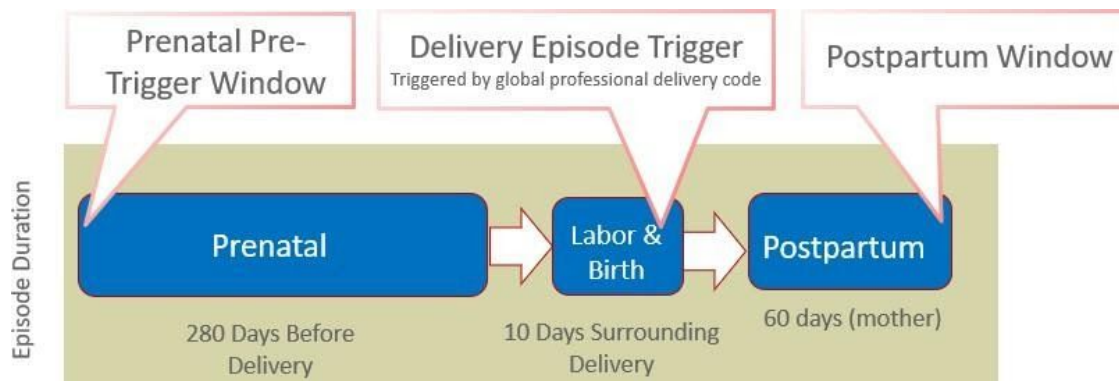 Prenatal Pre-
Trigger Window
Delivery Episode Trigger
Triggered by global professional delivery code
Postpartum Window
Episode Duration
Prenatal
Labor &
Birth
Postpartum
280 Days Before
Delivery
10 Days Surrounding
Delivery
60 days (mother)